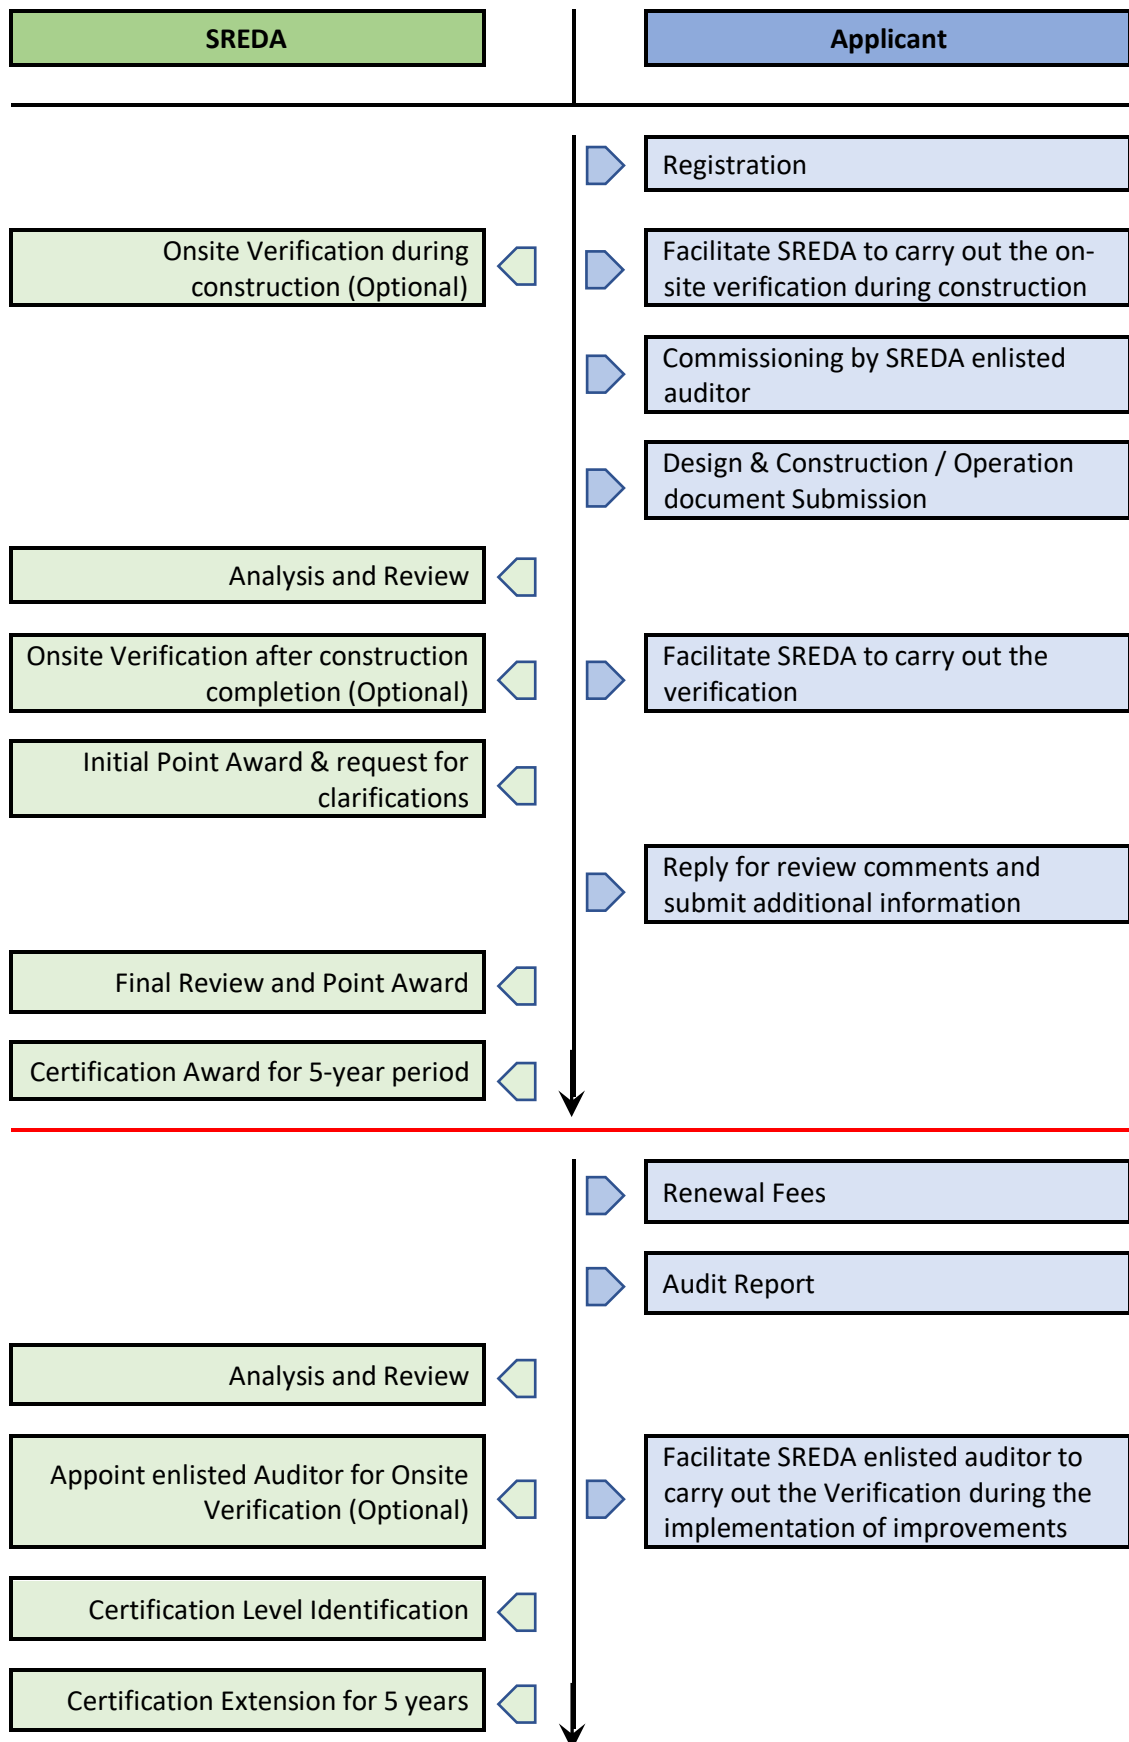 SREDA
Applicant
Registration
Onsite Verification during
construction (Optional)
Facilitate SREDA to carry out the on-
site verification during construction
Commissioning by SREDA enlisted
auditor
Design & Construction / Operation
document Submission
Analysis and Review
Onsite Verification after construction
completion (Optional)
Facilitate SREDA to carry out the
verification
Initial Point Award & request for
clarifications
Reply for review comments and
submit additional information
Final Review and Point Award
Certification Award for 5-year period
Renewal Fees
Audit Report
Analysis and Review
Appoint enlisted Auditor for Onsite
Verification (Optional)
Facilitate SREDA enlisted auditor to
carry out the Verification during the
implementation of improvements
Certification Level Identification
Certification Extension for 5 years